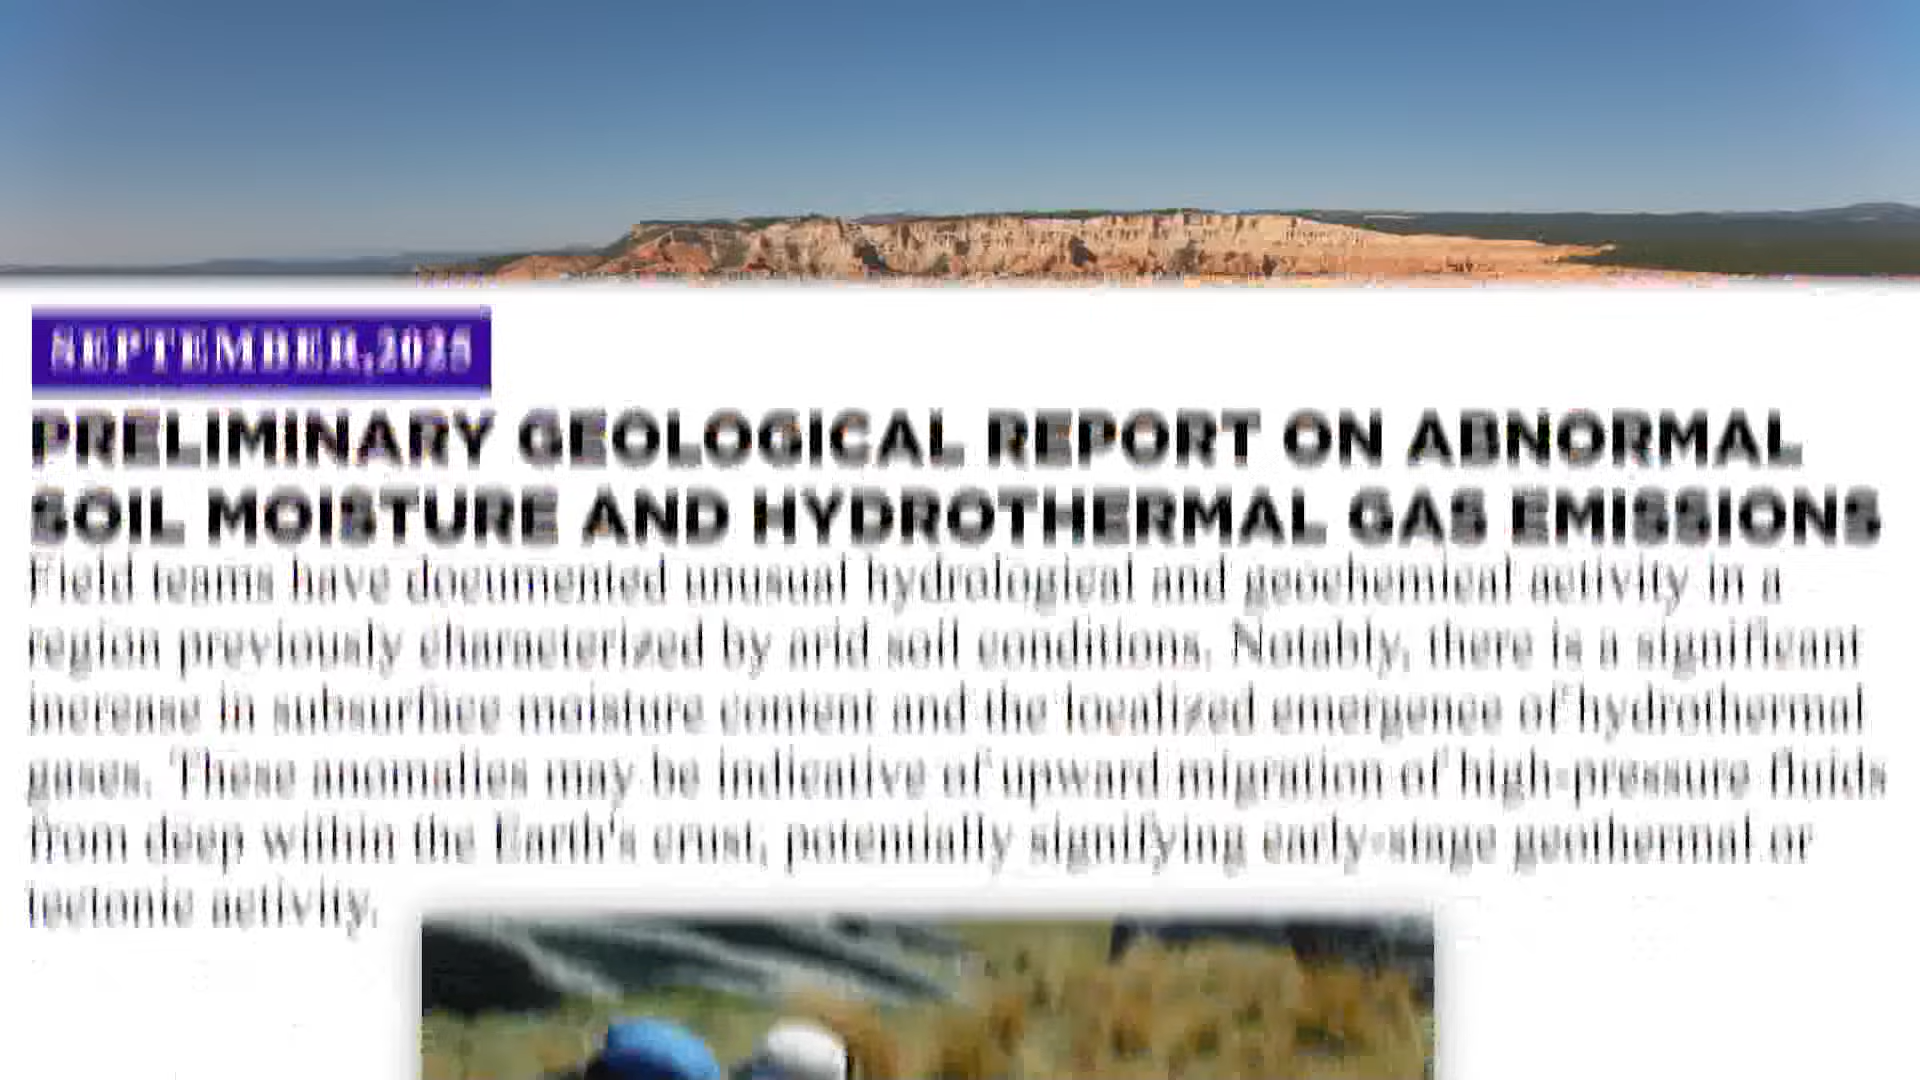 SEPTEMBER,2025
PRELIMINARY GEOLOGICAL REPORT ON ABNORMAL
SOIL MOISTURE AND HYDROTHERMAL GAS EMISSIONS
Field teams have documented unusual hydrological and geochemical activity in a
region previously characterized by arid soil conditions. Notably, there is a significant
increase in subsurface moisture content and the localized emergence of hydrothermal
gases. These anomalies may be indicative of upward migration of high-pressure fluids
from deep within the Earth's crust, potentially signifying early-stage geothermal or
tectonic activity.